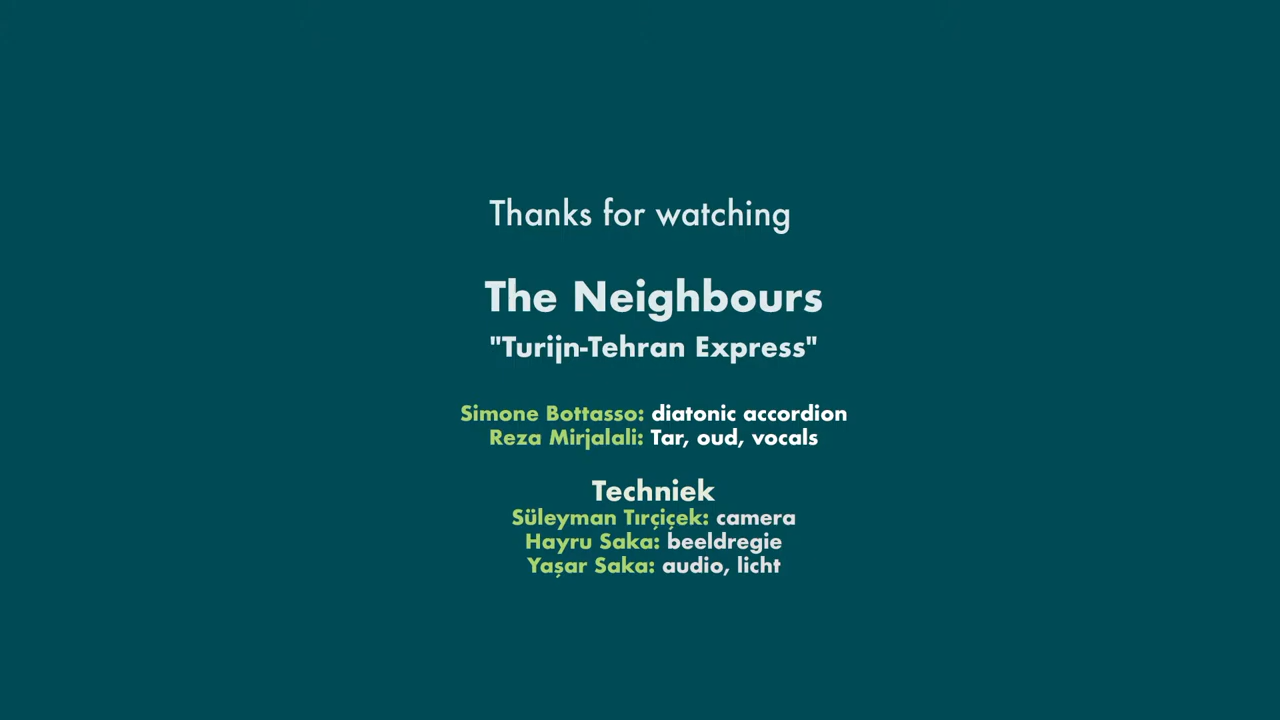 Thanks for watching
The Neighbours
"Turijn-Tehran Express"
Simone Bottasso: diatonic accordion
Reza Mirjalali: Tar, oud, vocals
Techniek
Süleyman Tırçiçek: camera
Hayru Saka: beeldregie
Yaşar Saka: audio, licht